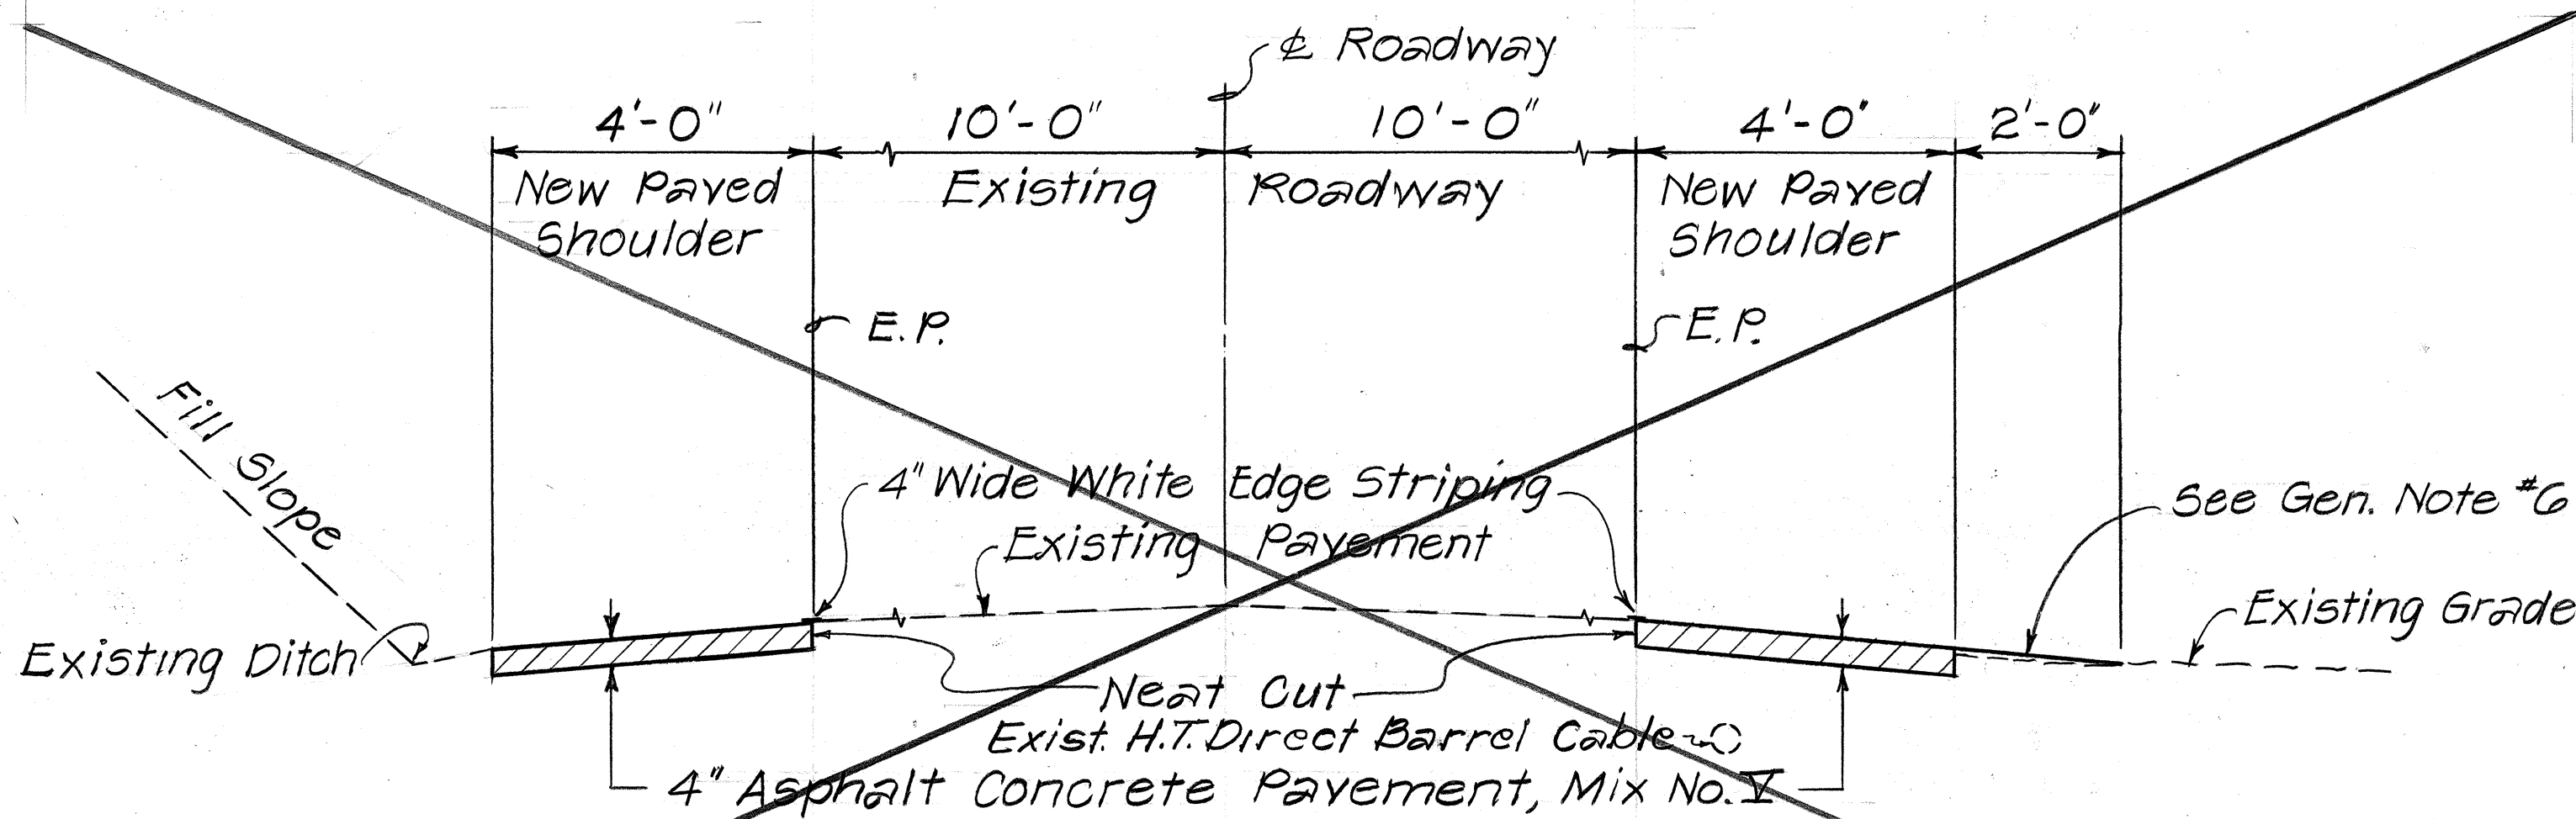 ℄ Roadway
4'-0" 10'-0" 10'-0" 4'-0" 2'-0"
New Paved Existing Roadway New Paved
Shoulder Shoulder
E.P. E.P.
Fill Slope
4" Wide White Edge Striping
See Gen. Note #6
Existing Pavement
Existing Grade
Existing Ditch
Neat Cut
Exist. H.T. Direct Barrel Cable
4" Asphalt Concrete Pavement, Mix No. V